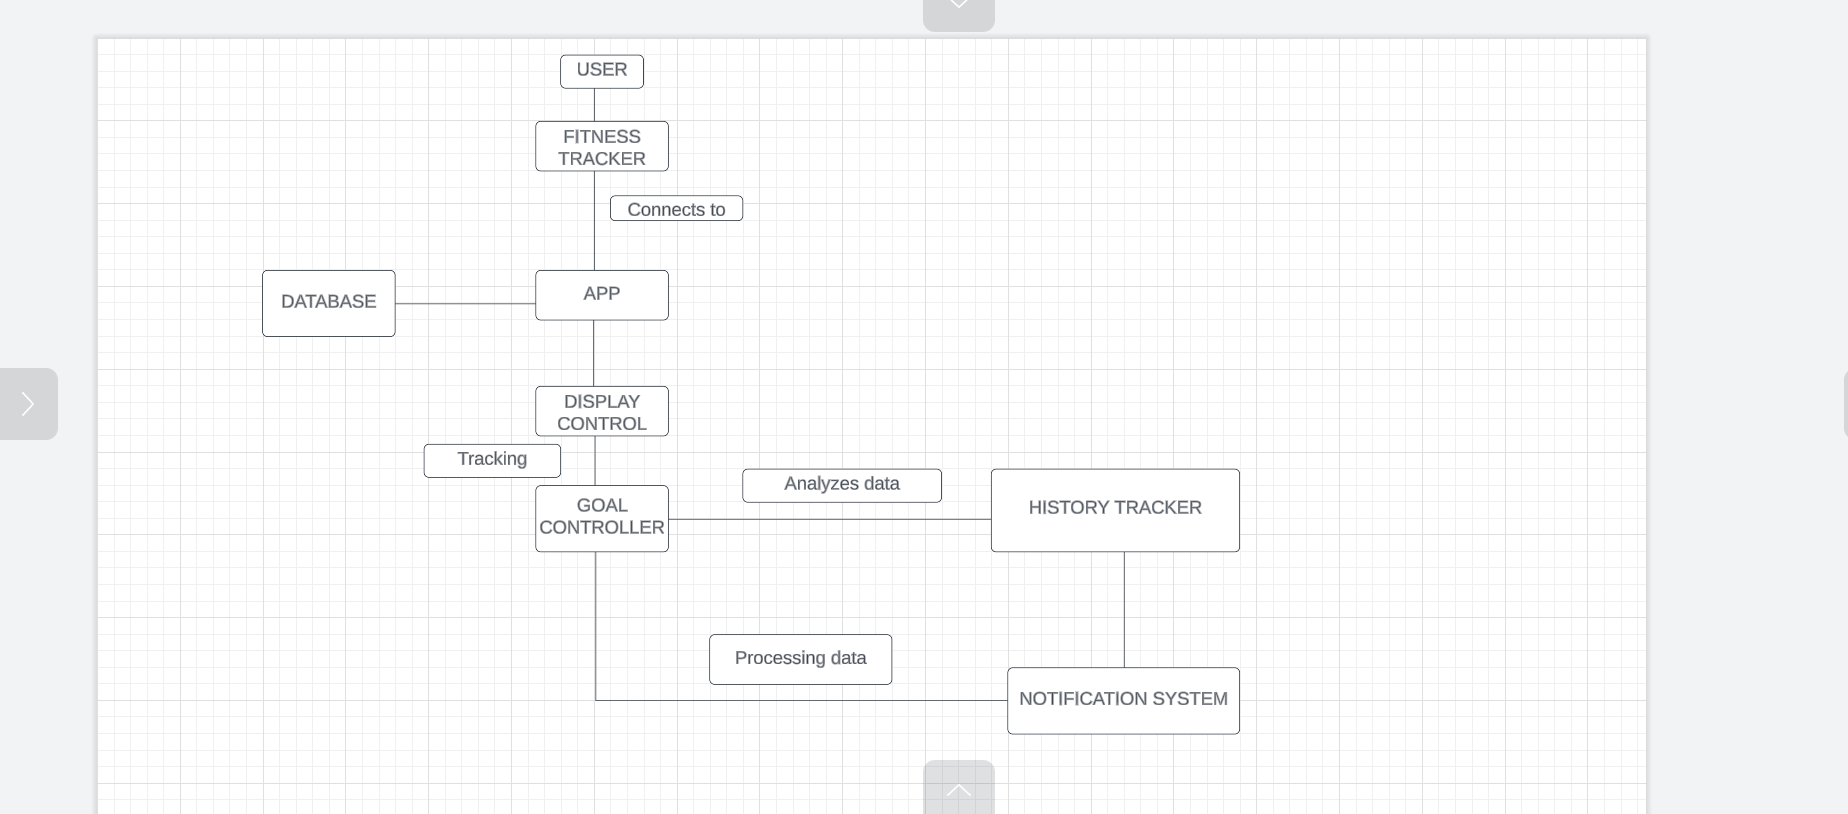 USER
FITNESS
TRACKER
Connects to
DATABASE
APP
DISPLAY
CONTROL
Tracking
Analyzes data
GOAL
CONTROLLER
HISTORY TRACKER
Processing data
NOTIFICATION SYSTEM